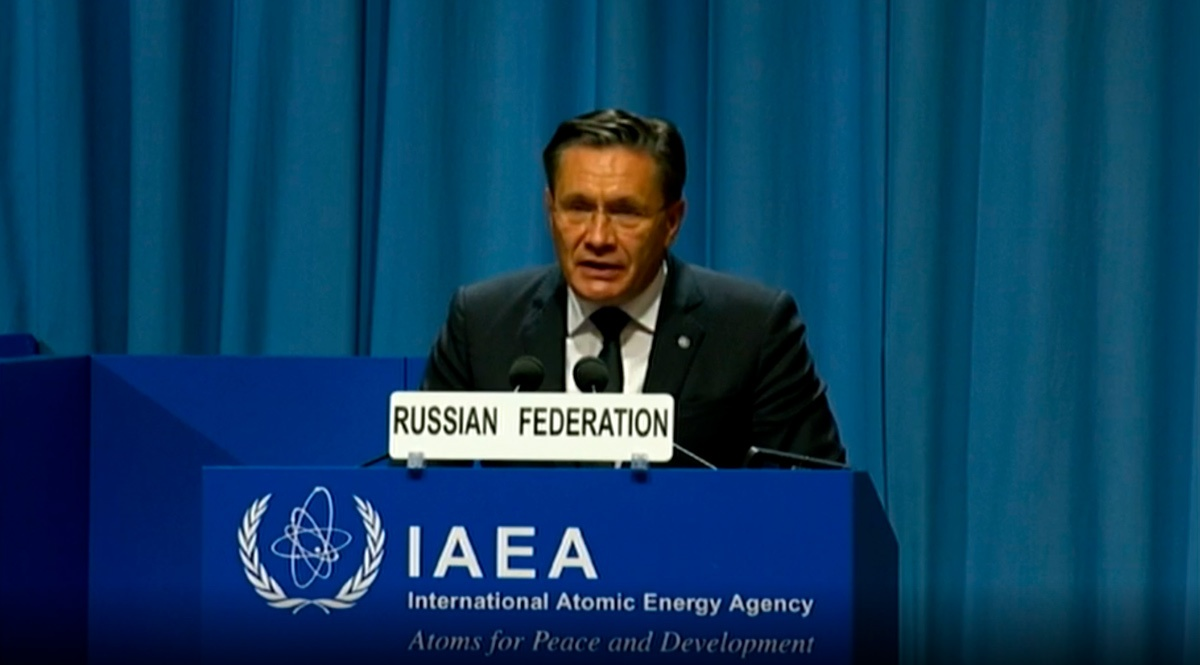 RUSSIAN FEDERATION
IAEA
International Atomic Energy Agency
Atoms for Peace and Development